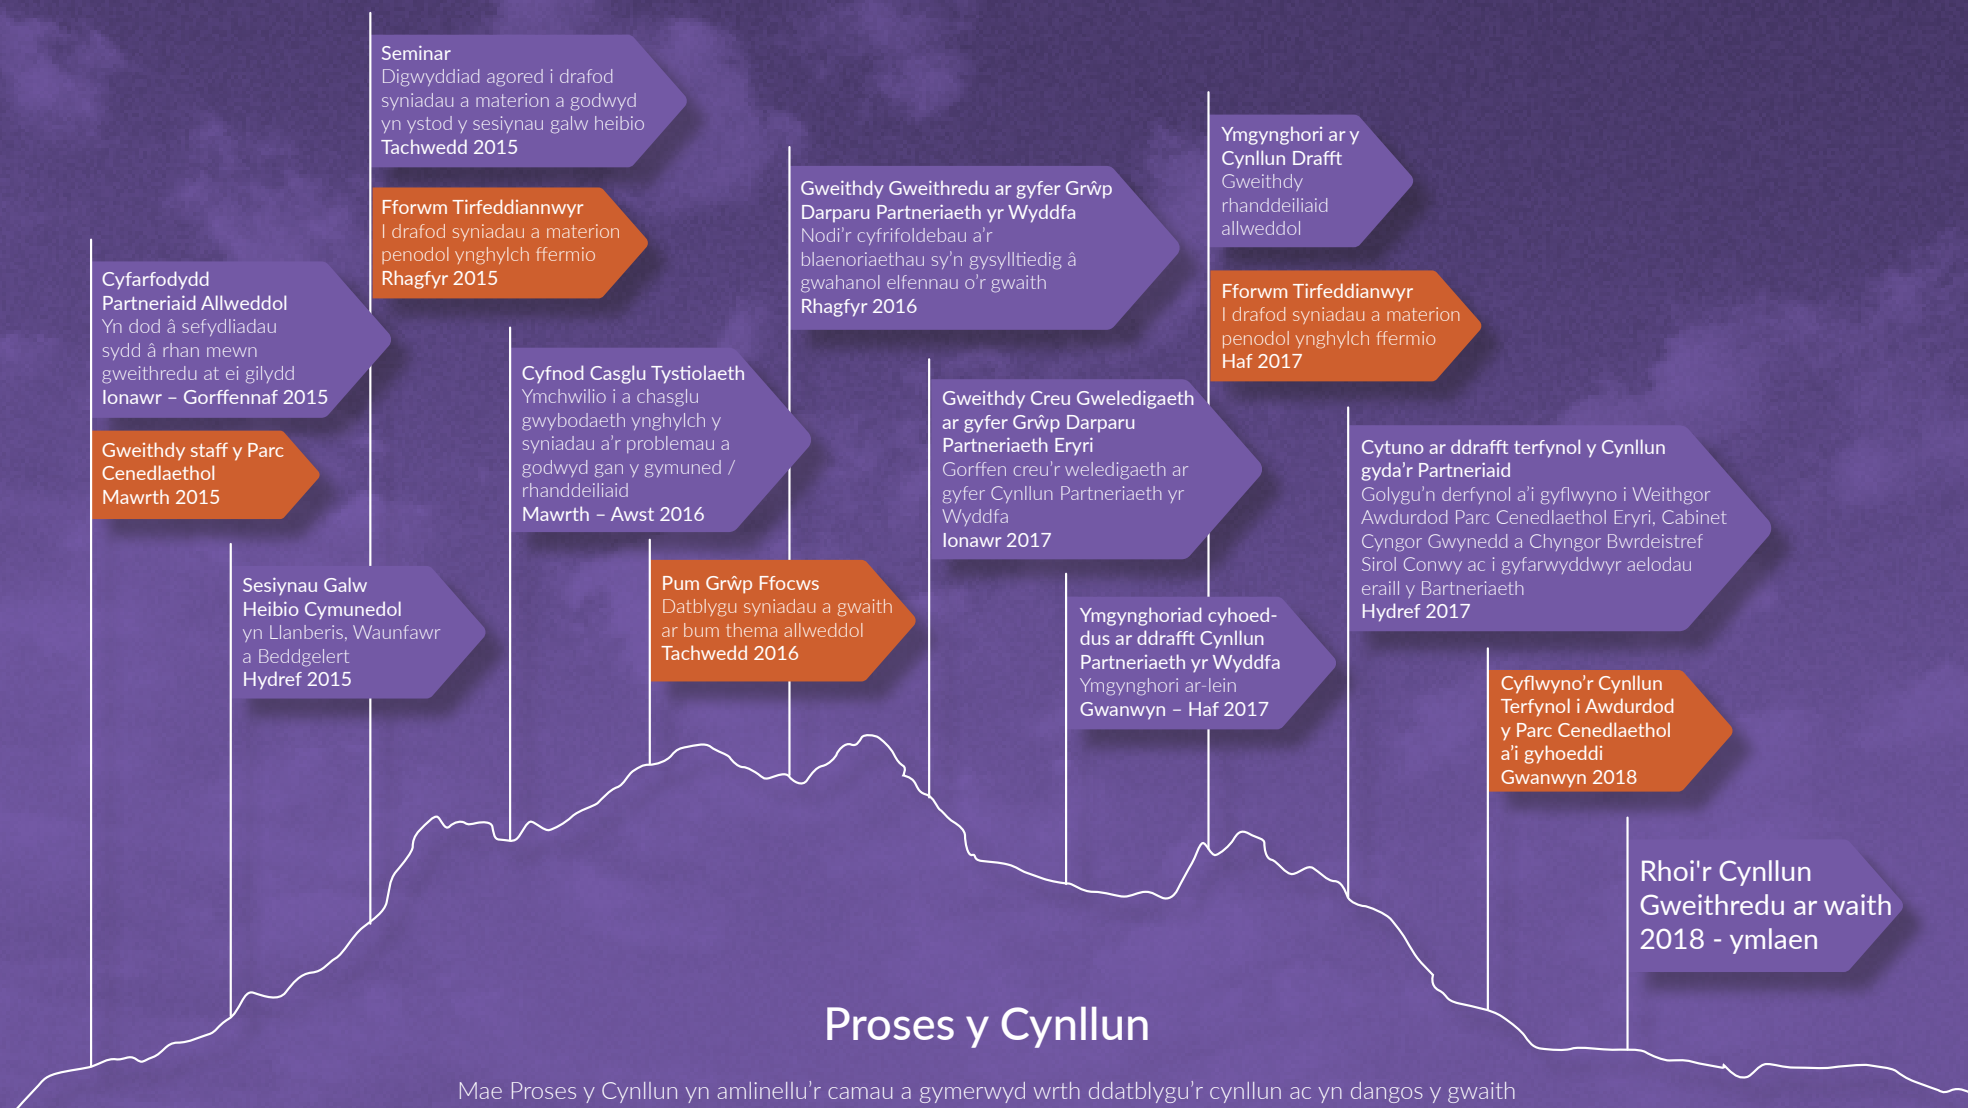 Seminar
Digwyddiad agored i drafod
syniadau a materion a godwyd
yn ystod y sesiynau galw heibio
Tachwedd 2015
Fforwm Tirfeddiannwyr
I drafod syniadau a materion
penodol ynghylch ffermio
Rhagfyr 2015
Cyfarfodydd
Partneriaid Allweddol
Yn dod â sefydliadau
sydd â rhan mewn
gweithredu at ei gilydd
Ionawr – Gorffennaf 2015
Gweithdy staff y Parc
Cenedlaethol
Mawrth 2015
Sesiynau Galw
Heibio Cymunedol
yn Llanberis, Waunfawr
a Beddgelert
Hydref 2015
Cyfnod Casglu Tystiolaeth
Ymchwilio i a chasglu
gwybodaeth ynghylch y
syniadau a'r problemau a
godwyd gan y gymuned /
rhanddeiliaid
Mawrth – Awst 2016
Pum Grŵp Ffocws
Datblygu syniadau a gwaith
ar bum thema allweddol
Tachwedd 2016
Gweithdy Gweithredu ar gyfer Grŵp
Darparu Partneriaeth yr Wyddfa
Nodi'r cyfrifoldebau a'r
blaenoriaethau sy'n gysylltiedig â
gwahanol elfennau o'r gwaith
Rhagfyr 2016
Gweithdy Creu Gweledigaeth
ar gyfer Grŵp Darparu
Partneriaeth Eryri
Gorffen creu'r weledigaeth ar
gyfer Cynllun Partneriaeth yr
Wyddfa
Ionawr 2017
Ymgynghoriad cyhoed-
dus ar ddrafft Cynllun
Partneriaeth yr Wyddfa
Ymgynghori ar-lein
Gwanwyn – Haf 2017
Ymgynghori ar y
Cynllun Drafft
Gweithdy
rhanddeiliaid
allweddol
Fforwm Tirfeddianwyr
I drafod syniadau a materion
penodol ynghylch ffermio
Haf 2017
Cytuno ar ddrafft terfynol y Cynllun
gyda'r Partneriaid
Golygu'n derfynol a'i gyflwyno i Weithgor
Awdurdod Parc Cenedlaethol Eryri, Cabinet
Cyngor Gwynedd a Chyngor Bwrdeistref
Sirol Conwy ac i gyfarwyddwyr aelodau
eraill y Bartneriaeth
Hydref 2017
Cyflwyno'r Cynllun
Terfynol i Awdurdod
y Parc Cenedlaethol
a'i gyhoeddi
Gwanwyn 2018
Rhoi'r Cynllun
Gweithredu ar waith
2018 - ymlaen
Proses y Cynllun
Mae Proses y Cynllun yn amlinellu'r camau a gymerwyd wrth ddatblygu'r cynllun ac yn dangos y gwaith